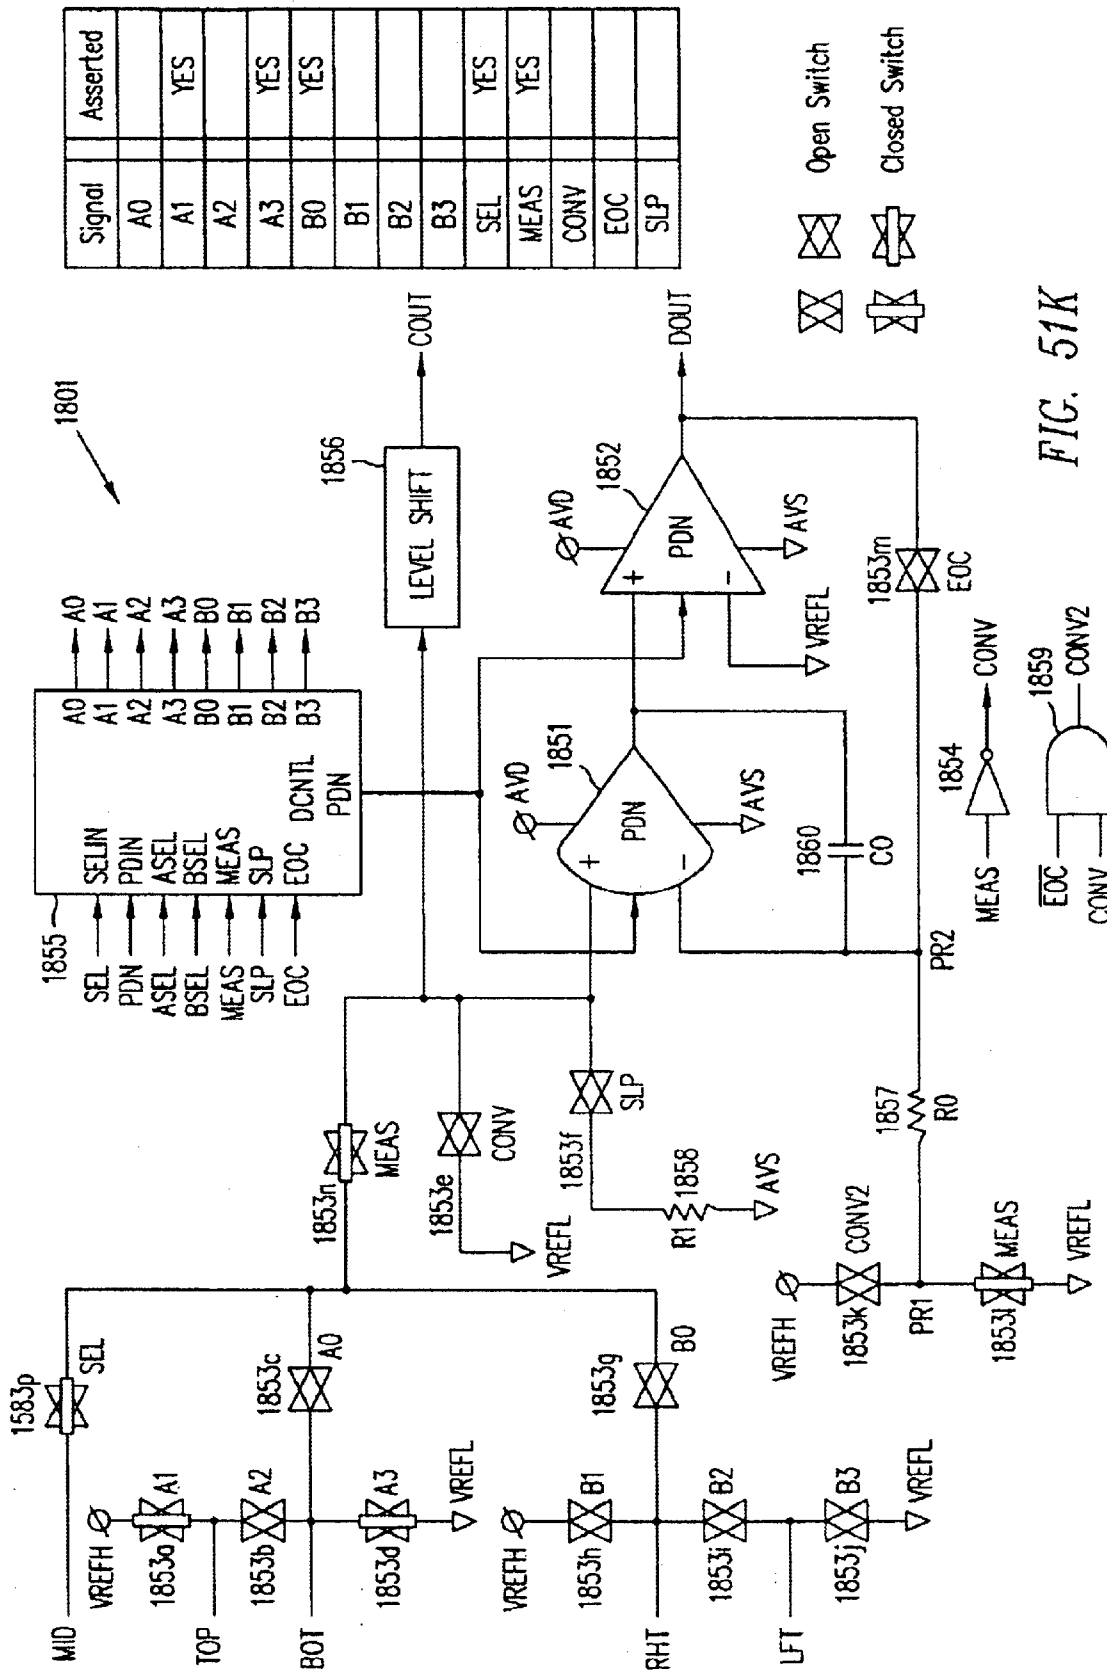 1801
1855
SEL
PDN
ASEL
BSEL
MEAS
SLP
EOC
SELIN
PDIN
ASEL
BSEL
MEAS
SLP
EOC
DCNTL
PDN
A0
A1
A2
A3
B0
B1
B2
B3
A0
A1
A2
A3
B0
B1
B2
B3
Signal Asserted
A0
A1 YES
A2
A3 YES
B0 YES
B1
B2
B3
SEL YES
MEAS YES
CONV
EOC
SLP
1856
LEVEL SHIFT
COUT
MID
1583p
SEL
VREFH
1853a
A1
TOP
1853b
A2
BOT
1853c
A0
1853d
A3
VREFL
VREFH
1853h
B1
RHT
1853g
B0
1853i
B2
LFT
1853j
B3
VREFL
1853n
MEAS
1853e
CONV
VREFL
1853f
SLP
R1
1858
AVS
AVD
1851
+
PDN
−
AVS
1860
C0
AVD
1852
+
PDN
−
AVS
VREFL
DOUT
1853m
EOC
PR2
1857
R0
VREFH
1853k
CONV2
PR1
1853l
MEAS
VREFL
MEAS
1854
CONV
EOC
CONV
1859
CONV2
Open Switch
Closed Switch
FIG. 51K